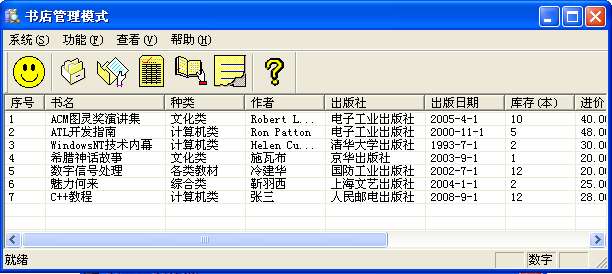 书店管理模式
系统(S) 功能(F) 查看(V) 帮助(H)
序号 书名 种类 作者 出版社 出版日期 库存(本) 进价
1 ACM图灵奖演讲集 文化类 Robert L... 电子工业出版社 2005-4-1 10 40.00
2 ATL开发指南 计算机类 Ron Patton 电子工业出版社 2000-11-1 5 48.00
3 WindowsNT技术内幕 计算机类 Helen Cu... 清华大学出版社 1993-7-1 2 30.00
4 希腊神话故事 文化类 施瓦布 京华出版社 2003-9-1 1 20.00
5 数字信号处理 各类教材 冷建华 国防工业出版社 2002-7-1 12 20.00
6 魅力何来 综合类 靳羽西 上海文艺出版社 2004-1-1 2 25.00
7 C++教程 计算机类 张三 人民邮电出版社 2008-9-1 12 28.00
就绪 数字